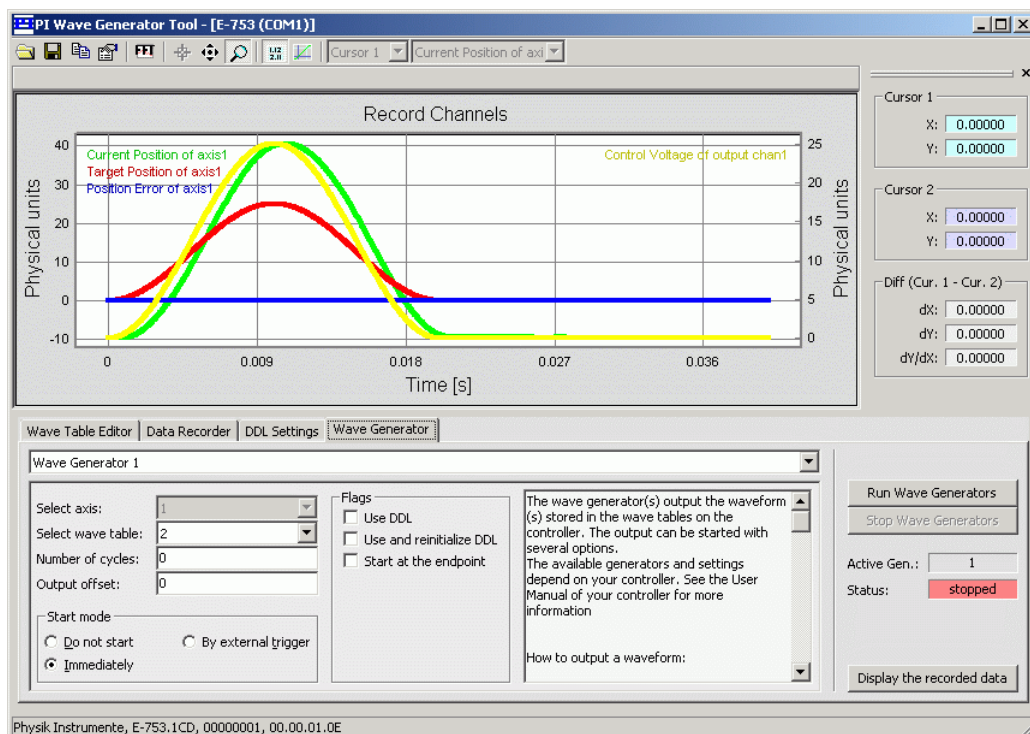 PI Wave Generator Tool - [E-753 (COM1)]
FFT
Cursor 1
Current Position of axi
Record Channels
Current Position of axis1
Target Position of axis1
Position Error of axis1
Control Voltage of output chan1
Physical units
40
30
20
10
0
-10
25
20
15
10
5
0
Physical units
0
0.009
0.018
0.027
0.036
Time [s]
Cursor 1
X: 0.00000
Y: 0.00000
Cursor 2
X: 0.00000
Y: 0.00000
Diff (Cur. 1 - Cur. 2)
dX: 0.00000
dY: 0.00000
dY/dX: 0.00000
Wave Table Editor
Data Recorder
DDL Settings
Wave Generator
Wave Generator 1
Select axis: 1
Select wave table: 2
Number of cycles: 0
Output offset: 0
Start mode
Do not start
By external trigger
Immediately
Flags
Use DDL
Use and reinitialize DDL
Start at the endpoint
The wave generator(s) output the waveform
(s) stored in the wave tables on the
controller. The output can be started with
several options.
The available generators and settings
depend on your controller. See the User
Manual of your controller for more
information
How to output a waveform:
Run Wave Generators
Stop Wave Generators
Active Gen.: 1
Status: stopped
Display the recorded data
Physik Instrumente, E-753.1CD, 00000001, 00.00.01.0E